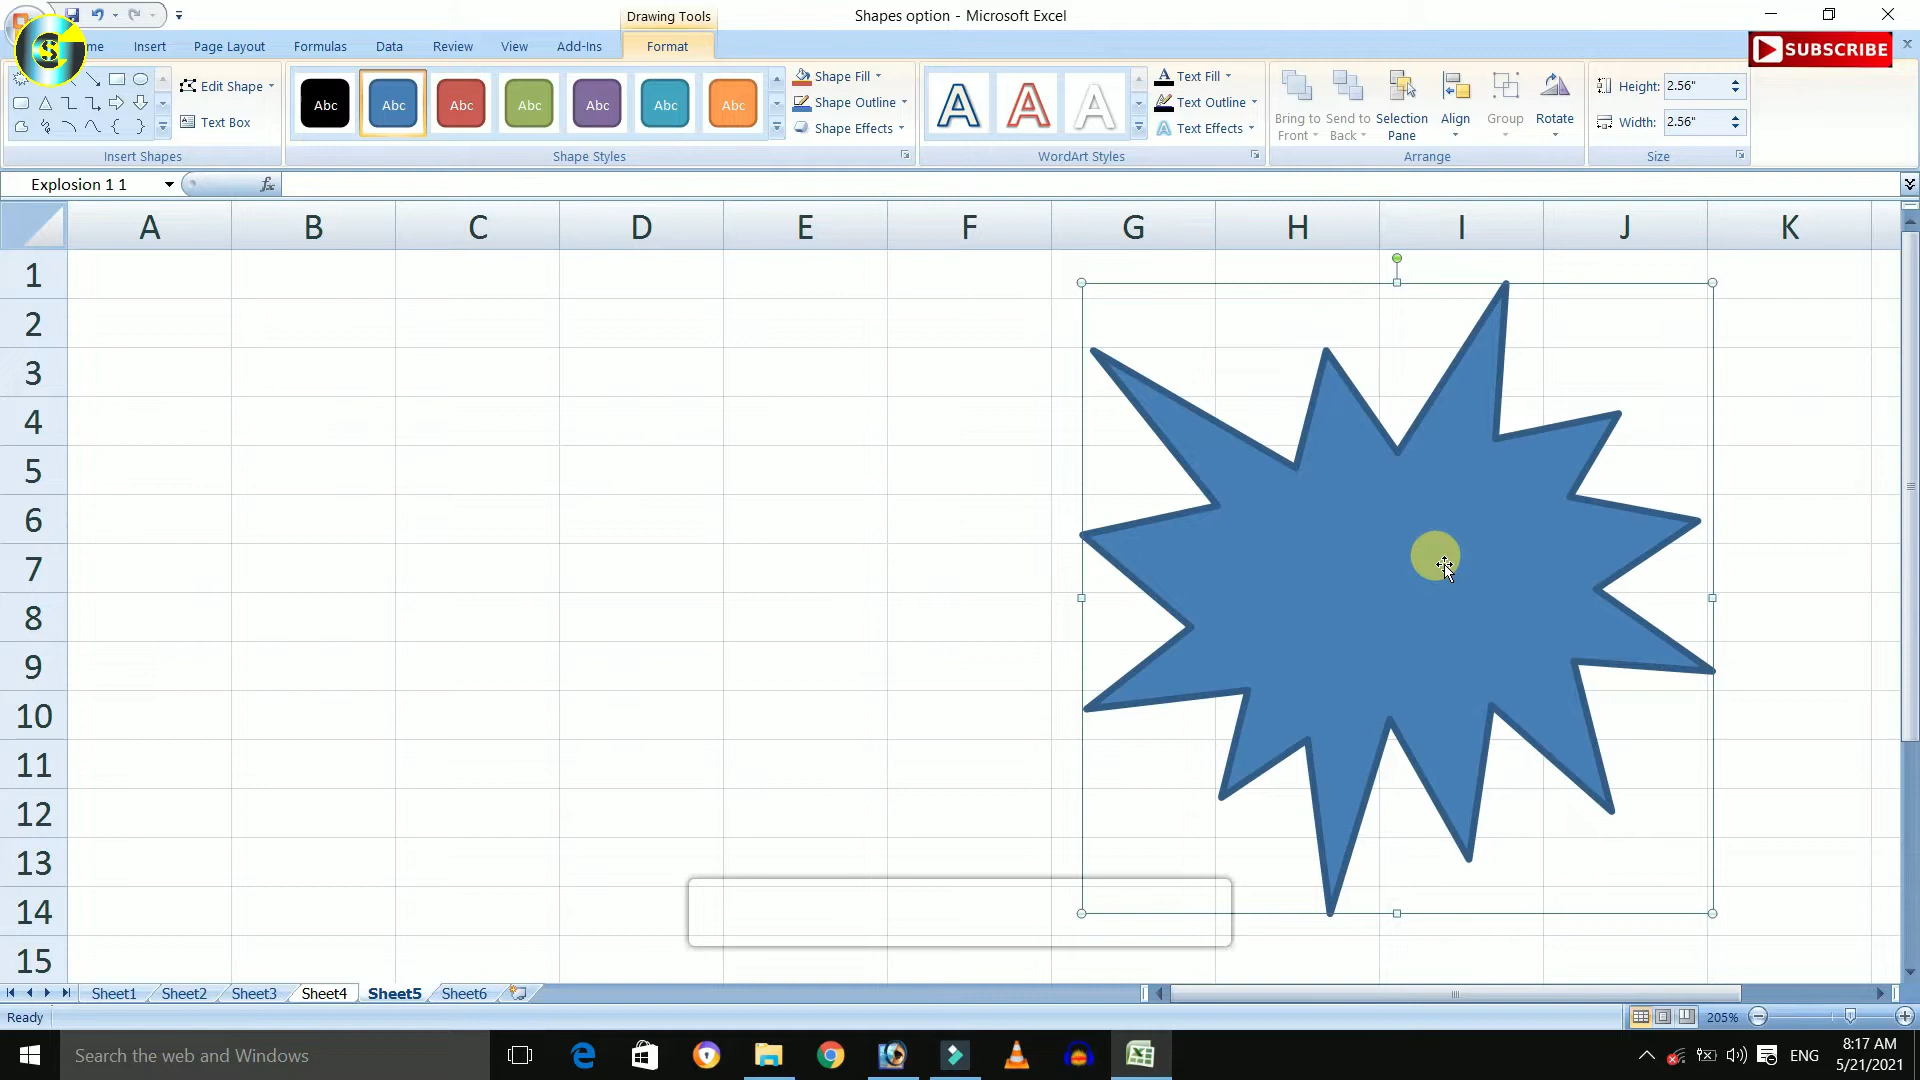 Drawing Tools
Shapes option - Microsoft Excel
me Insert Page Layout Formulas Data Review View Add-Ins Format
SUBSCRIBE
Edit Shape
Text Box
Insert Shapes
Abc Abc Abc Abc Abc Abc Abc
Shape Fill
Shape Outline
Shape Effects
Shape Styles
A A A
Text Fill
Text Outline
Text Effects
WordArt Styles
Bring to Front
Send to Back
Selection Pane
Align
Group
Rotate
Arrange
Height: 2.56"
Width: 2.56"
Size
Explosion 1 1
fx
A B C D E F G H I J K
1
2
3
4
5
6
7
8
9
10
11
12
13
14
15
Sheet1 Sheet2 Sheet3 Sheet4 Sheet5 Sheet6
Ready
205%
Search the web and Windows
ENG
8:17 AM
5/21/2021